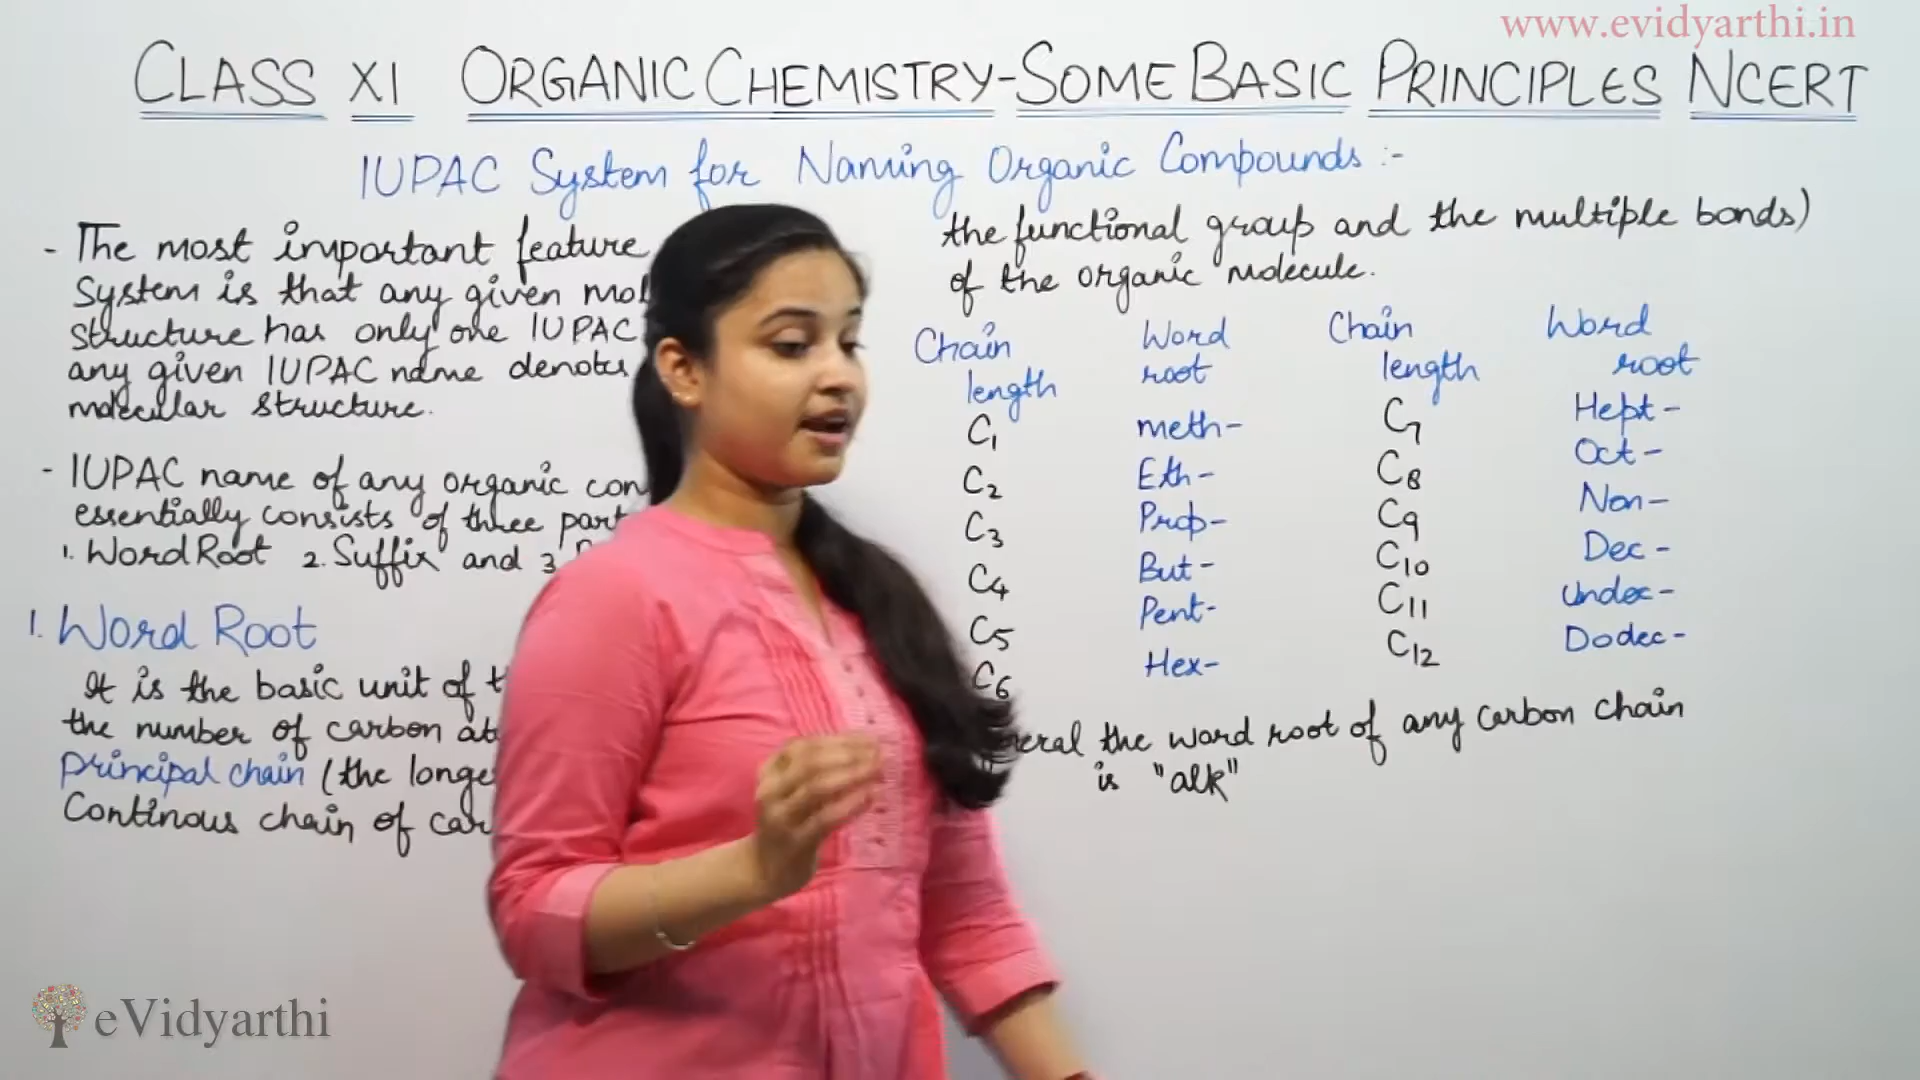 www.evidyarthi.in
CLASS XI ORGANIC CHEMISTRY-SOME BASIC PRINCIPLES NCERT
IUPAC System for Naming Organic Compounds :-
- The most important feature
System is that any given mol
Structure has only one IUPAC
any given IUPAC name denotes
molecular structure.
- IUPAC name of any organic com
essentially consists of three part
1. Word Root 2. Suffix and 3.
1. Word Root
It is the basic unit of t
the number of carbon at
principal chain (the longe
Continous chain of car
the functional group and the multiple bonds)
of the organic molecule.
Chain length Word root Chain length Word root
C1 meth- C7 Hept-
C2 Eth- C8 Oct-
C3 Prop- C9 Non-
C4 But- C10 Dec-
C5 Pent- C11 Undec-
C6 Hex- C12 Dodec-
neral the word root of any carbon chain
is "alk"
eVidyarthi